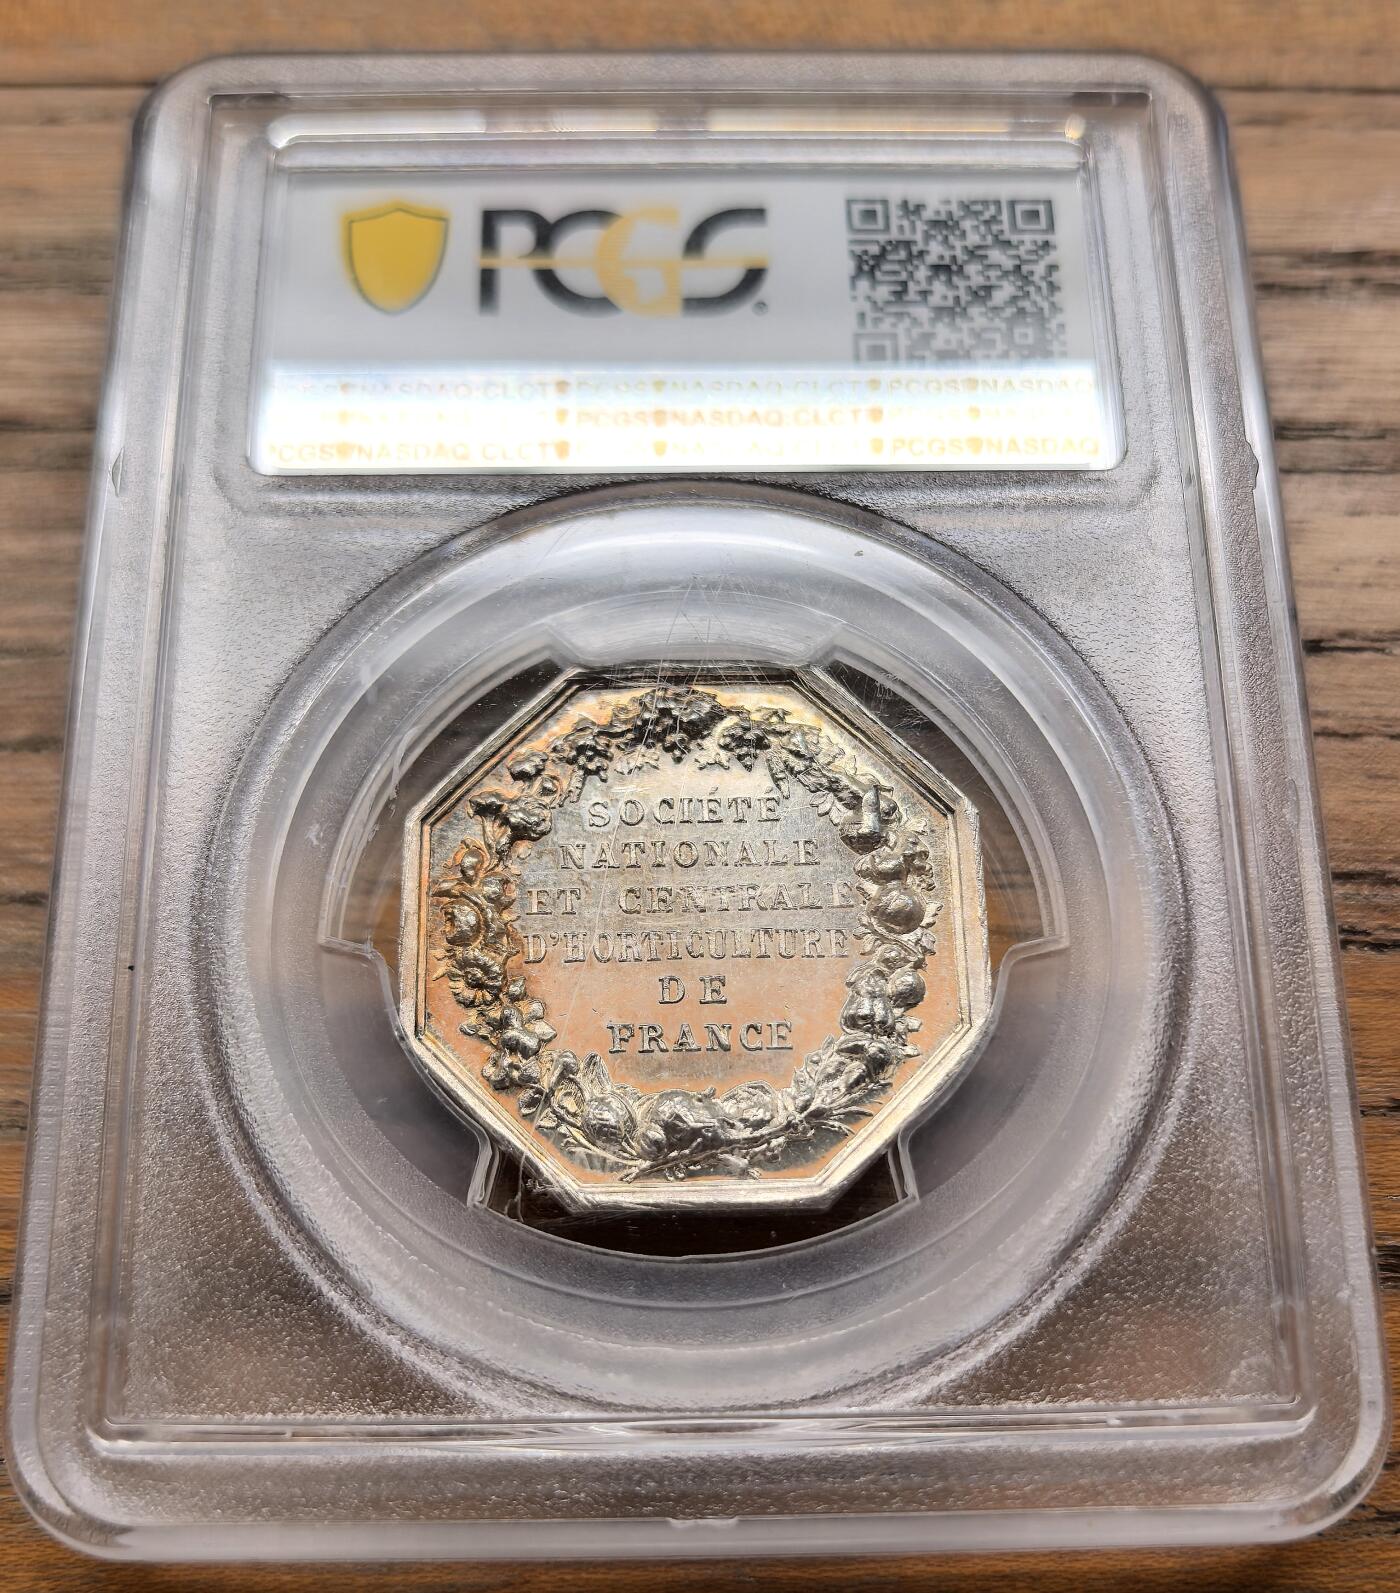 PCGS®
PCGS NASDAQ:CLCT PCGS NASDAQ:CLCT PCGS NASDAQ
PCGS NASDAQ:CLCT
PCGS NASDAQ CLCT PCGS NASDAQ
SOCIÉTÉ
NATIONALE
ET CENTRALE
D'HORTICULTURE
DE
FRANCE